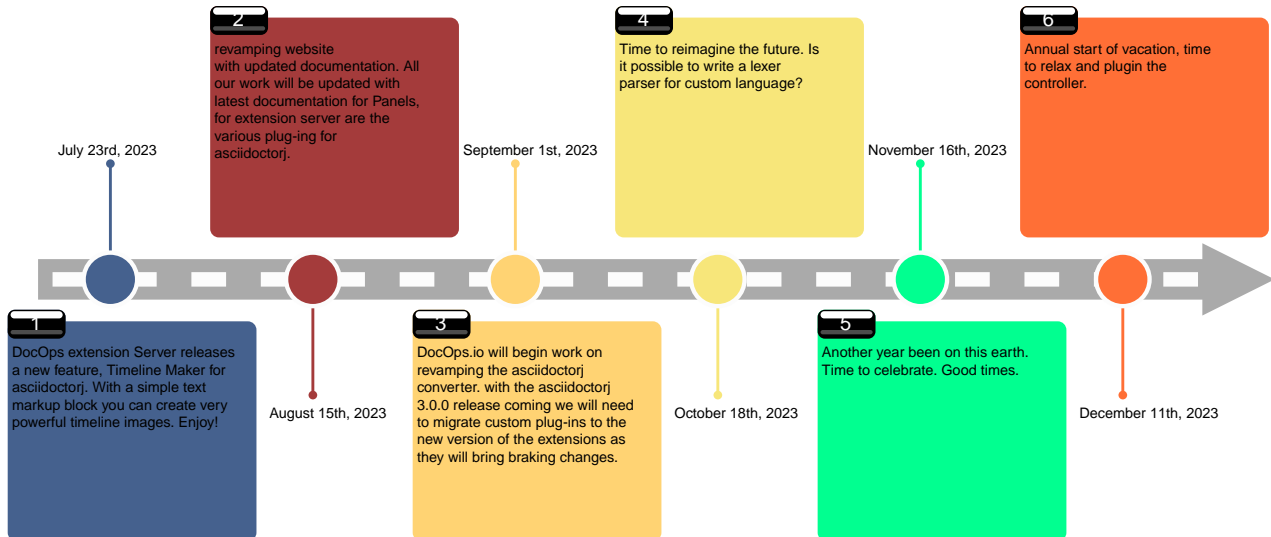 2
revamping website
with updated documentation. All
our work will be updated with
latest documentation for Panels,
for extension server are the
various plug-ing for
asciidoctorj.
4
Time to reimagine the future. Is
it possible to write a lexer
parser for custom language?
6
Annual start of vacation, time
to relax and plugin the
controller.
July 23rd, 2023
September 1st, 2023
November 16th, 2023
1
DocOps extension Server releases
a new feature, Timeline Maker for
asciidoctorj. With a simple text
markup block you can create very
powerful timeline images. Enjoy!
August 15th, 2023
3
DocOps.io will begin work on
revamping the asciidoctorj
converter. with the asciidoctorj
3.0.0 release coming we will need
to migrate custom plug-ins to the
new version of the extensions as
they will bring braking changes.
October 18th, 2023
5
Another year been on this earth.
Time to celebrate. Good times.
December 11th, 2023